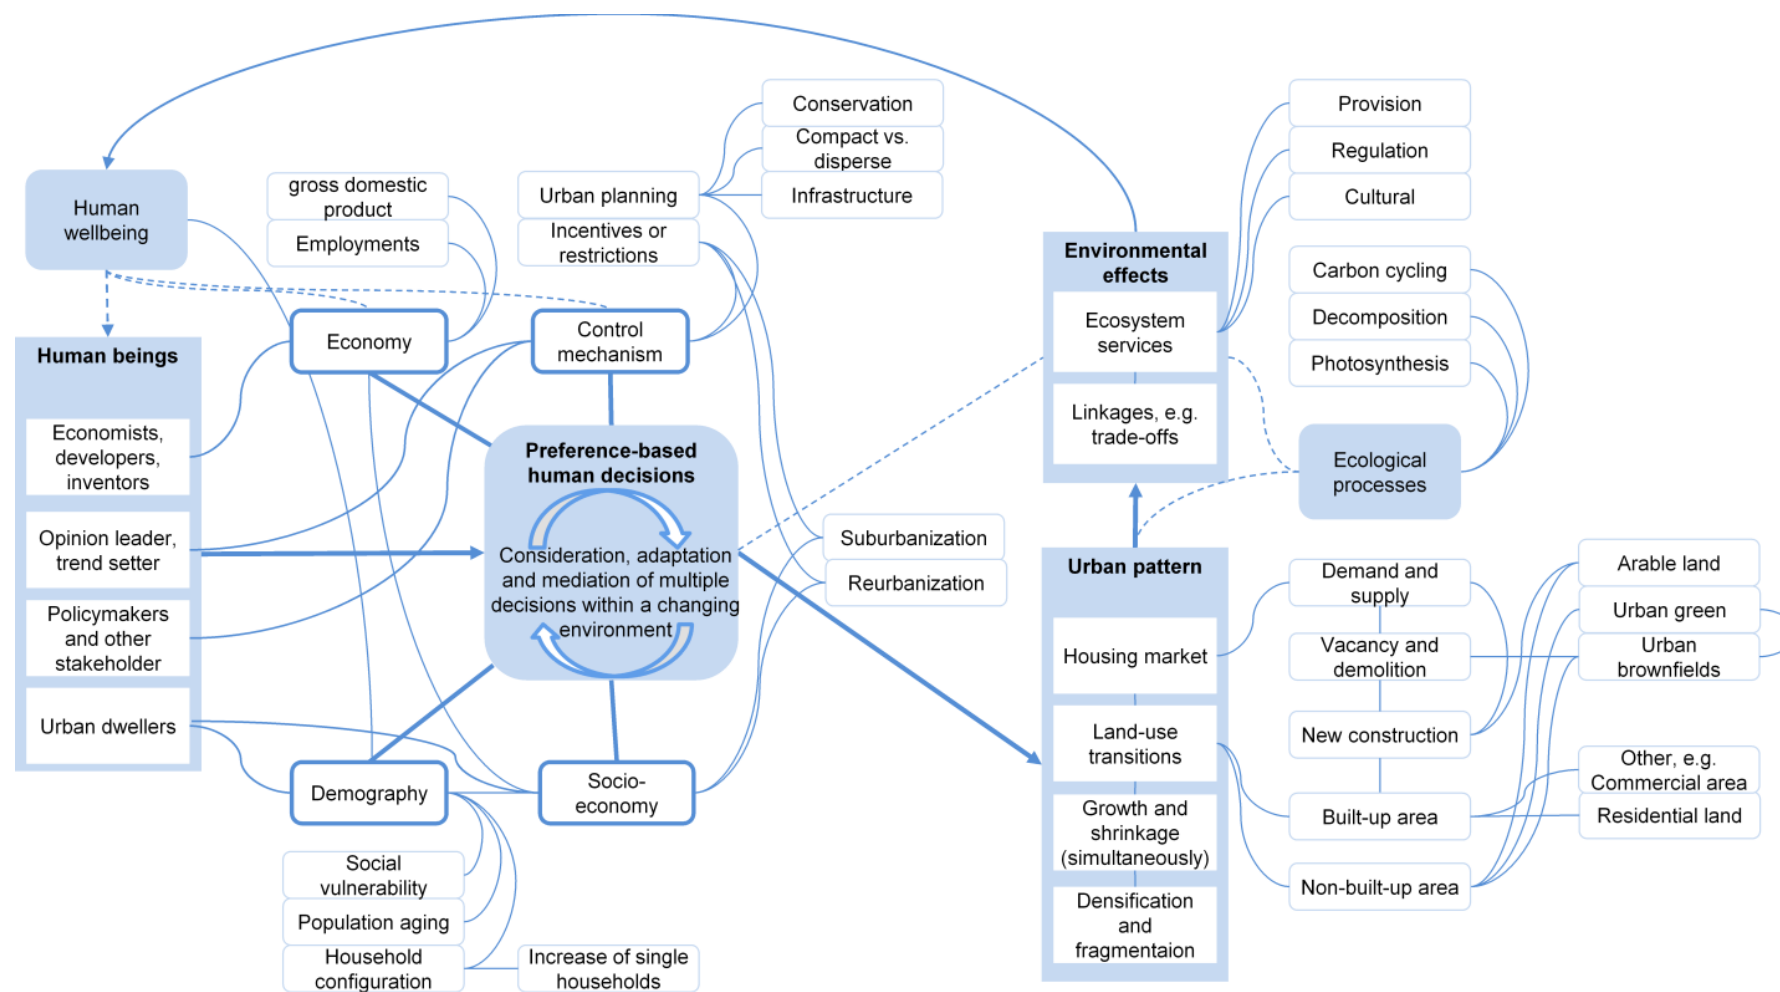 Human
wellbeing
gross domestic
product
Employments
Urban planning
Incentives or
restrictions
Conservation
Compact vs.
disperse
Infrastructure
Economy
Control
mechanism
Human beings
Economists,
developers,
inventors
Opinion leader,
trend setter
Policymakers
and other
stakeholder
Urban dwellers
Preference-based
human decisions
Consideration, adaptation
and mediation of multiple
decisions within a changing
environment
Suburbanization
Reurbanization
Demography
Socio-
economy
Social
vulnerability
Population aging
Household
configuration
Increase of single
households
Environmental
effects
Ecosystem
services
Linkages, e.g.
trade-offs
Provision
Regulation
Cultural
Carbon cycling
Decomposition
Photosynthesis
Ecological
processes
Urban pattern
Housing market
Land-use
transitions
Growth and
shrinkage
(simultaneously)
Densification
and
fragmentaion
Demand and
supply
Vacancy and
demolition
New construction
Built-up area
Non-built-up area
Arable land
Urban green
Urban
brownfields
Other, e.g.
Commercial area
Residential land